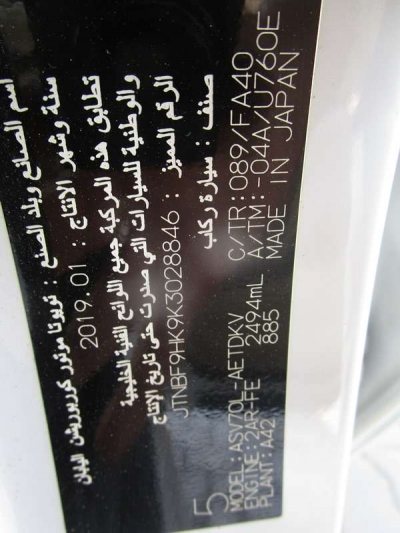 اسم الصانع وبلد الصنع : تويوتا موتور كوربوريشن اليابان
سنة وشهر الإنتاج : 2019.01
تطابق هذه المركبة جميع اللوائح الفنية الخليجية
والوطنية للسيارات التي صدرت حتى تاريخ الإنتاج
الرقم المميز : JTNBF9HK9K3028846
صنف : سيارة ركاب
5
MODEL:ASV70L-AETDKV C/TR:089/FA40
ENGINE:2AR-FE 2494mL A/TM:-04A/U760E
PLANT:A42 885 MADE IN JAPAN